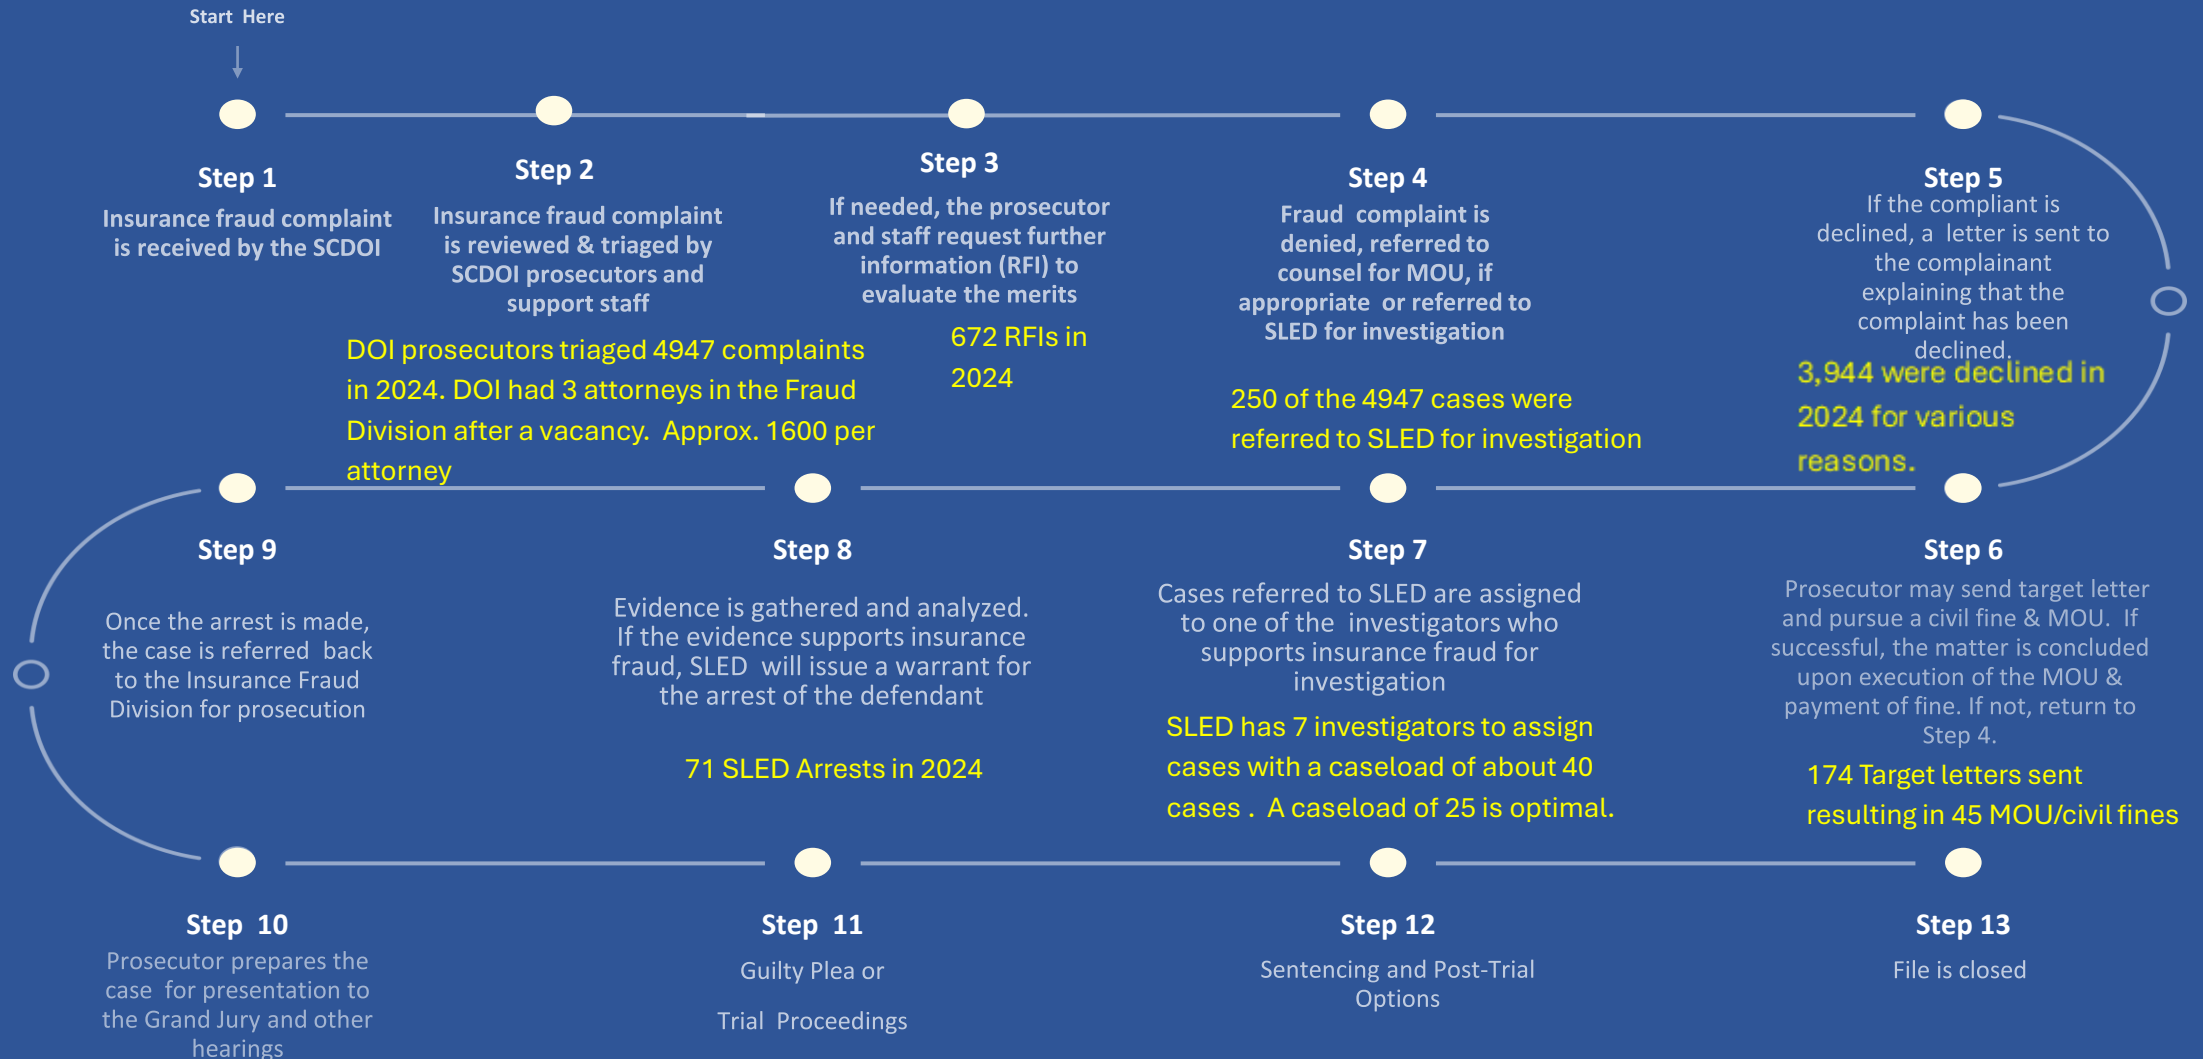 Start Here
Step 1
Insurance fraud complaint
is received by the SCDOI
Step 2
Insurance fraud complaint
is reviewed & triaged by
SCDOI prosecutors and
support staff
DOI prosecutors triaged 4947 complaints
in 2024. DOI had 3 attorneys in the Fraud
Division after a vacancy. Approx. 1600 per
attorney
Step 3
If needed, the prosecutor
and staff request further
information (RFI) to
evaluate the merits
672 RFIs in
2024
Step 4
Fraud complaint is
denied, referred to
counsel for MOU, if
appropriate or referred to
SLED for investigation
250 of the 4947 cases were
referred to SLED for investigation
Step 5
If the compliant is
declined, a letter is sent to
the complainant
explaining that the
complaint has been
declined.
3,944 were declined in
2024 for various
reasons.
Step 6
Prosecutor may send target letter
and pursue a civil fine & MOU. If
successful, the matter is concluded
upon execution of the MOU &
payment of fine. If not, return to
Step 4.
174 Target letters sent
resulting in 45 MOU/civil fines
Step 7
Cases referred to SLED are assigned
to one of the investigators who
supports insurance fraud for
investigation
SLED has 7 investigators to assign
cases with a caseload of about 40
cases . A caseload of 25 is optimal.
Step 8
Evidence is gathered and analyzed.
If the evidence supports insurance
fraud, SLED will issue a warrant for
the arrest of the defendant
71 SLED Arrests in 2024
Step 9
Once the arrest is made,
the case is referred back
to the Insurance Fraud
Division for prosecution
Step 10
Prosecutor prepares the
case for presentation to
the Grand Jury and other
hearings
Step 11
Guilty Plea or
Trial Proceedings
Step 12
Sentencing and Post-Trial
Options
Step 13
File is closed